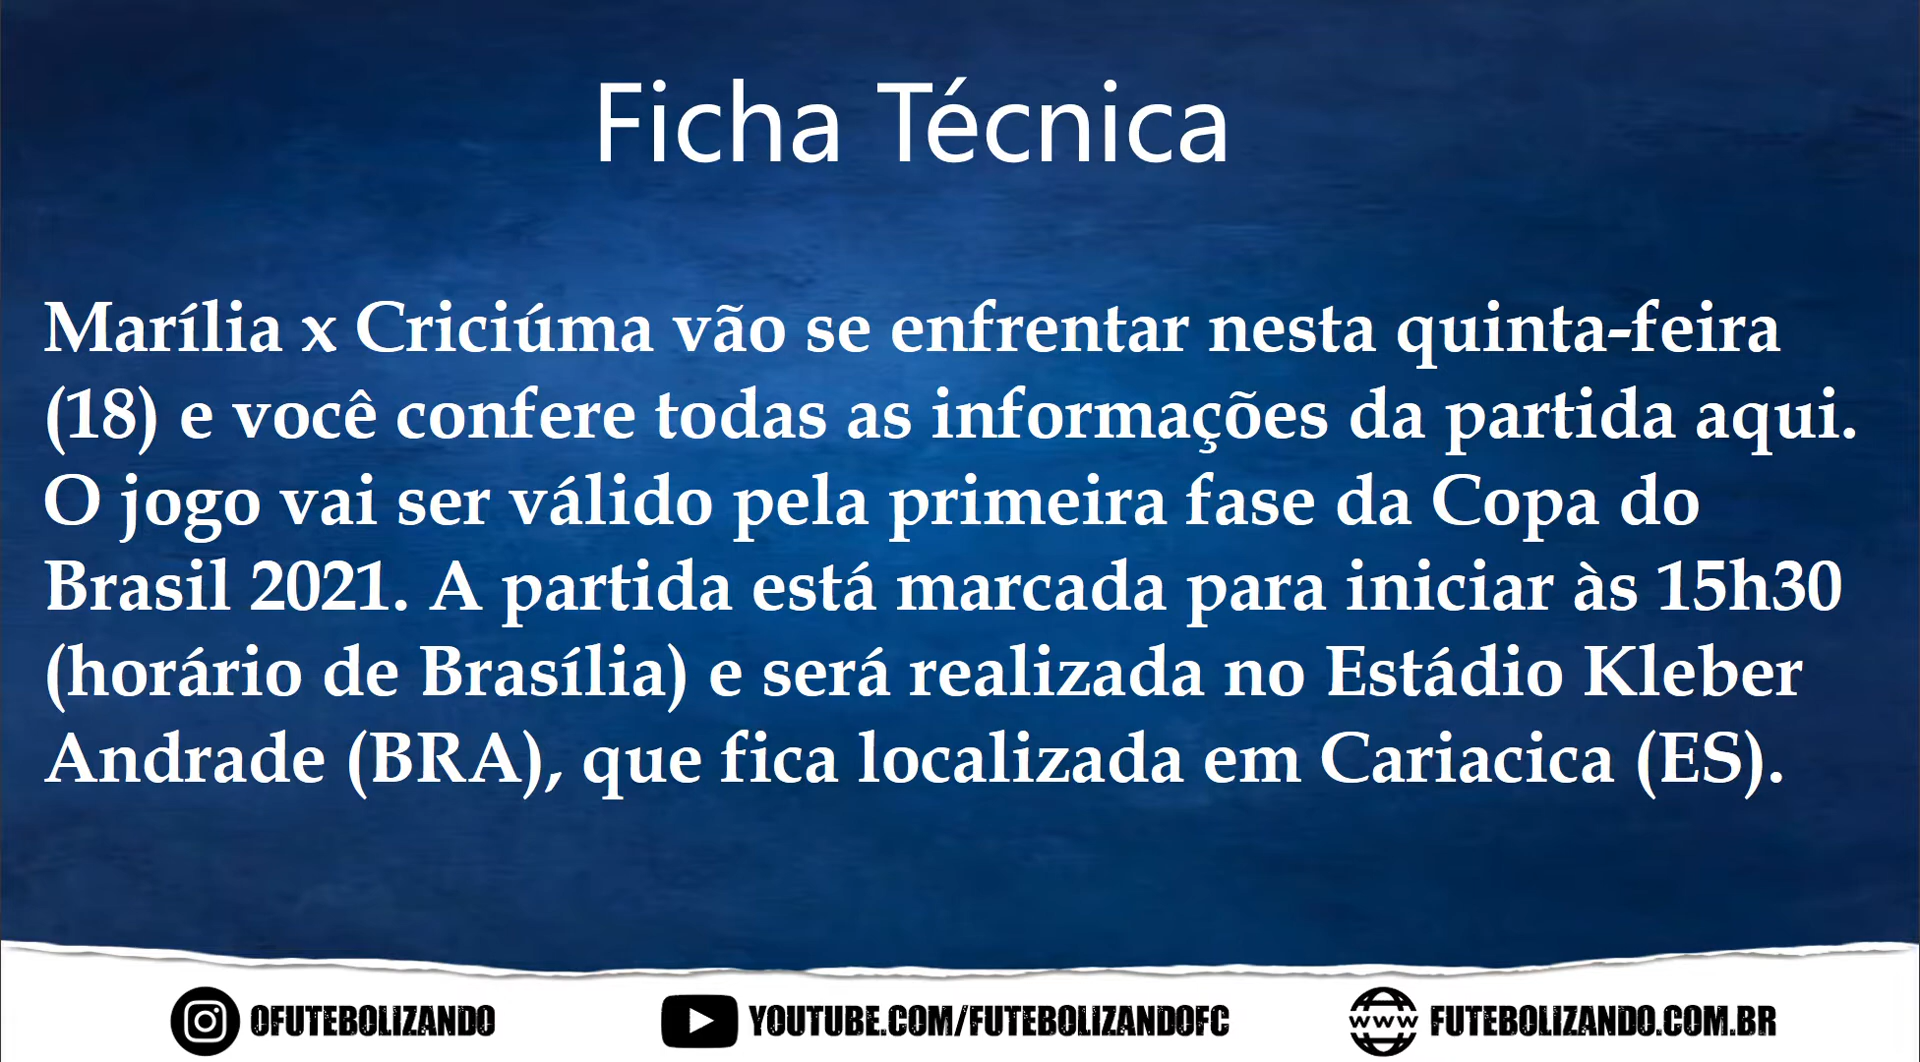 Ficha Técnica
Marília x Criciúma vão se enfrentar nesta quinta-feira
(18) e você confere todas as informações da partida aqui.
O jogo vai ser válido pela primeira fase da Copa do
Brasil 2021. A partida está marcada para iniciar às 15h30
(horário de Brasília) e será realizada no Estádio Kleber
Andrade (BRA), que fica localizada em Cariacica (ES).
OFUTEBOLIZANDO
YOUTUBE.COM/FUTEBOLIZANDOFC
www FUTEBOLIZANDO.COM.BR